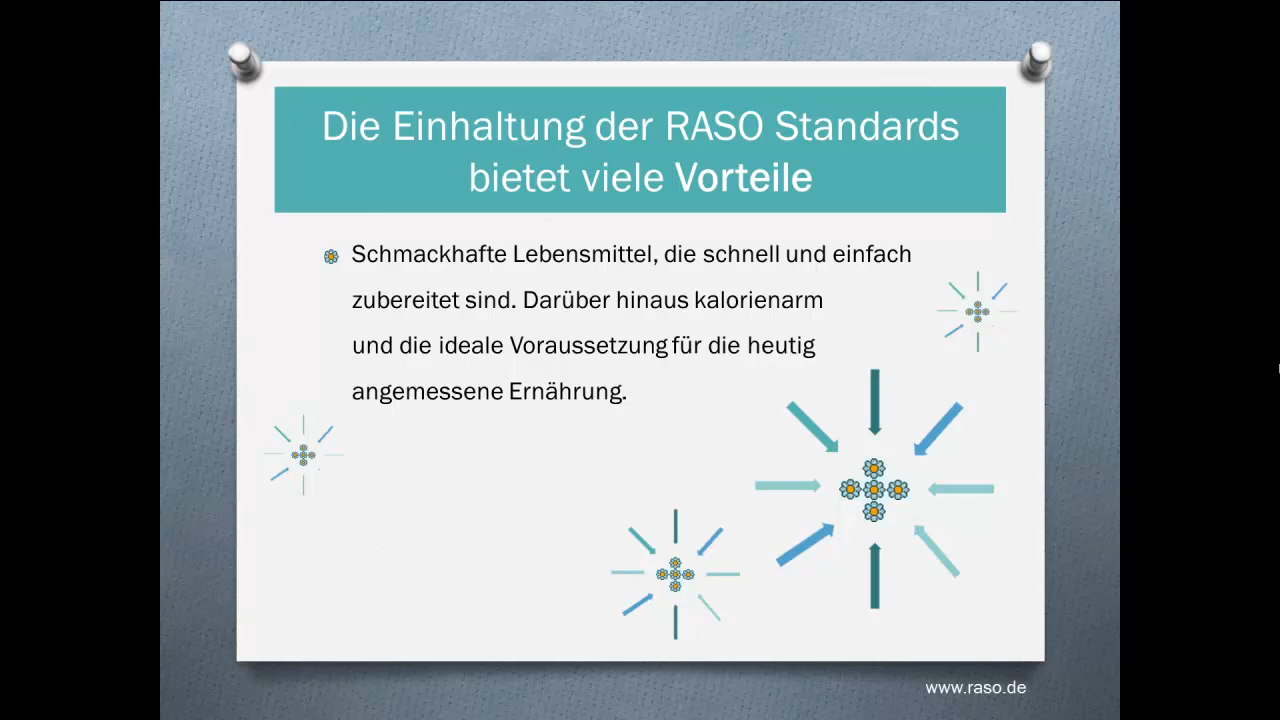 Die Einhaltung der RASO Standards
bietet viele Vorteile
Schmackhafte Lebensmittel, die schnell und einfach
zubereitet sind. Darüber hinaus kalorienarm
und die ideale Voraussetzung für die heutig
angemessene Ernährung.
www.raso.de